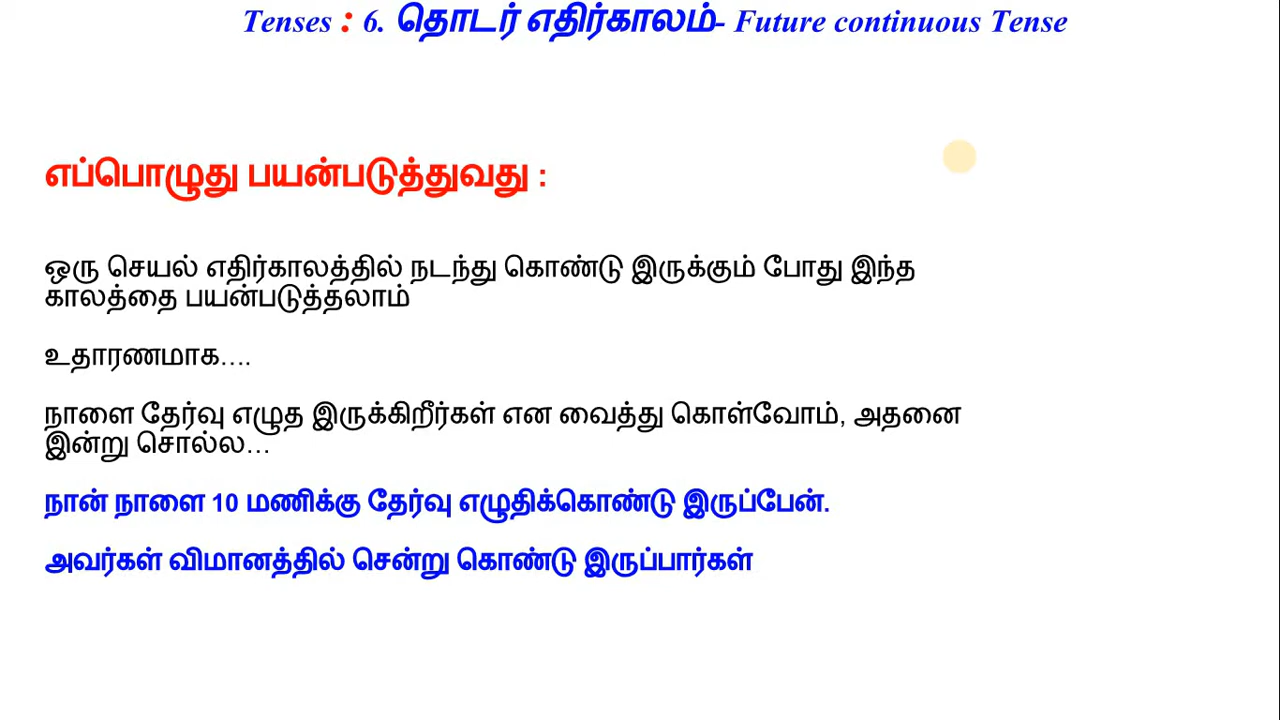 Tenses : 6. தொடர் எதிர்காலம்- Future continuous Tense
எப்பொழுது பயன்படுத்துவது :
ஒரு செயல் எதிர்காலத்தில் நடந்து கொண்டு இருக்கும் போது இந்த
காலத்தை பயன்படுத்தலாம்
உதாரணமாக....
நாளை தேர்வு எழுத இருக்கிறீர்கள் என வைத்து கொள்வோம், அதனை
இன்று சொல்ல...
நான் நாளை 10 மணிக்கு தேர்வு எழுதிக்கொண்டு இருப்பேன்.
அவர்கள் விமானத்தில் சென்று கொண்டு இருப்பார்கள்